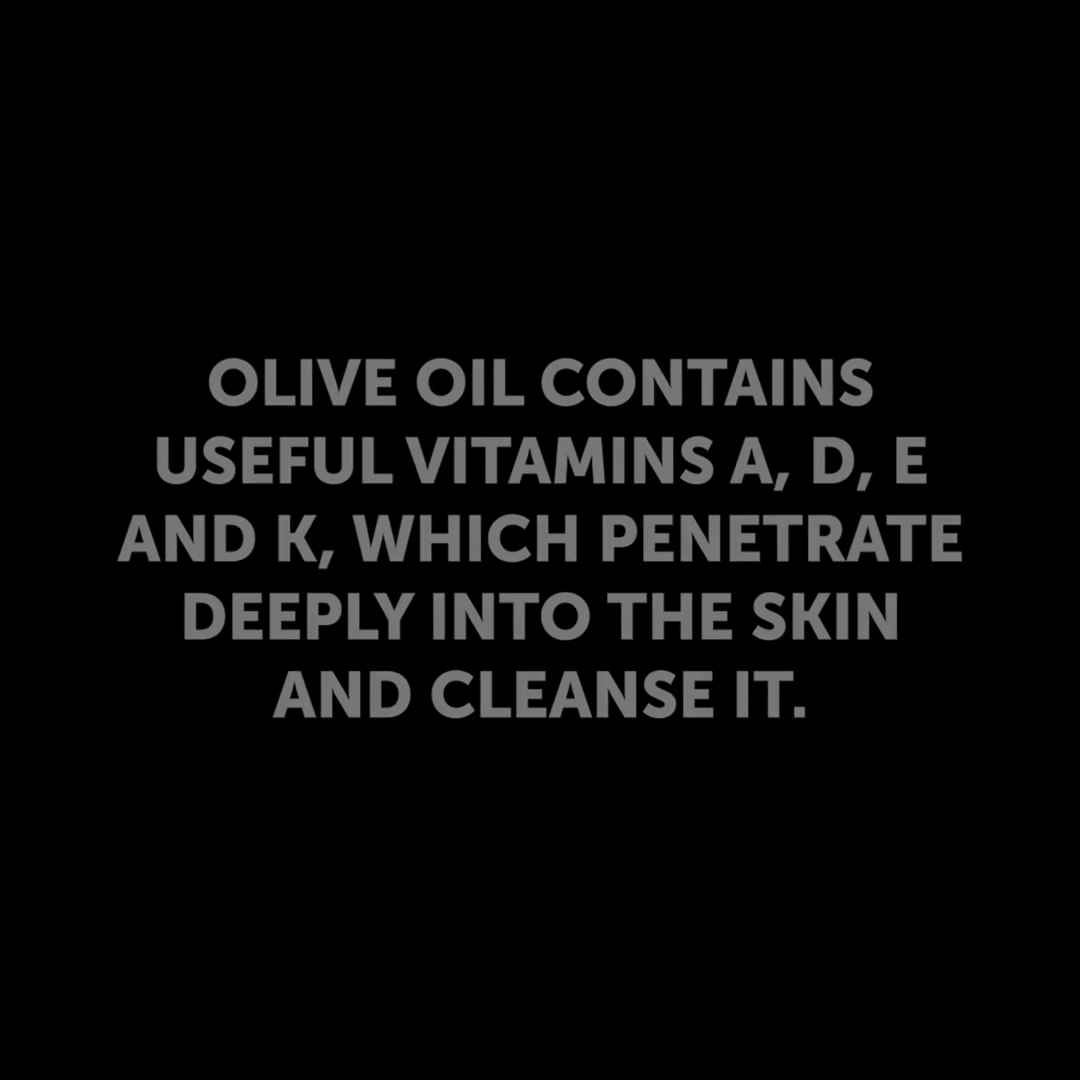 OLIVE OIL CONTAINS
USEFUL VITAMINS A, D, E
AND K, WHICH PENETRATE
DEEPLY INTO THE SKIN
AND CLEANSE IT.